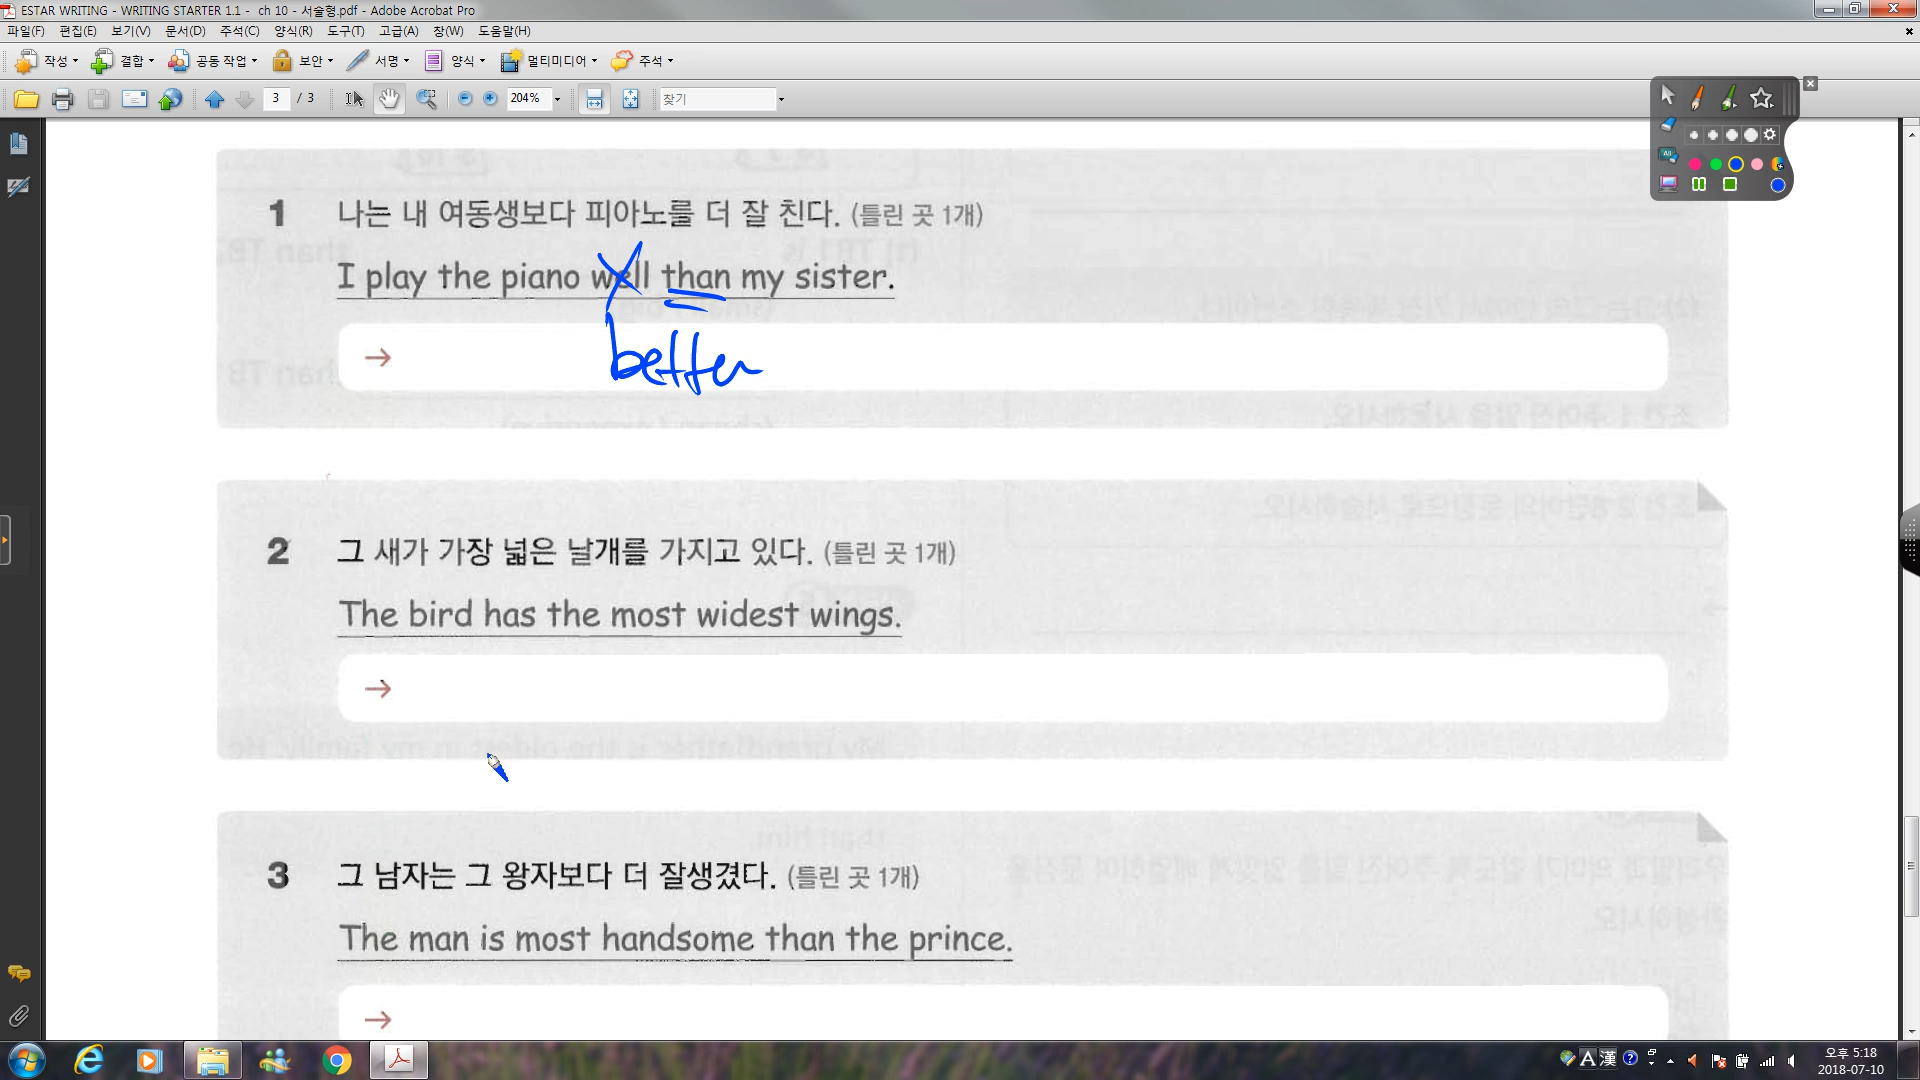 ESTAR WRITING - WRITING STARTER 1.1 - ch 10 - 서술형.pdf - Adobe Acrobat Pro
파일(F) 편집(E) 보기(V) 문서(D) 주석(C) 양식(R) 도구(T) 고급(A) 창(W) 도움말(H)
작성 결합 공동 작업 보안 서명 양식 멀티미디어 주석
3 / 3 204% 찾기
1 나는 내 여동생보다 피아노를 더 잘 친다. (틀린 곳 1개)
I play the piano well than my sister.
→
better
2 그 새가 가장 넓은 날개를 가지고 있다. (틀린 곳 1개)
The bird has the most widest wings.
→
3 그 남자는 그 왕자보다 더 잘생겼다. (틀린 곳 1개)
The man is most handsome than the prince.
→
A 漢
오후 5:18
2018-07-10